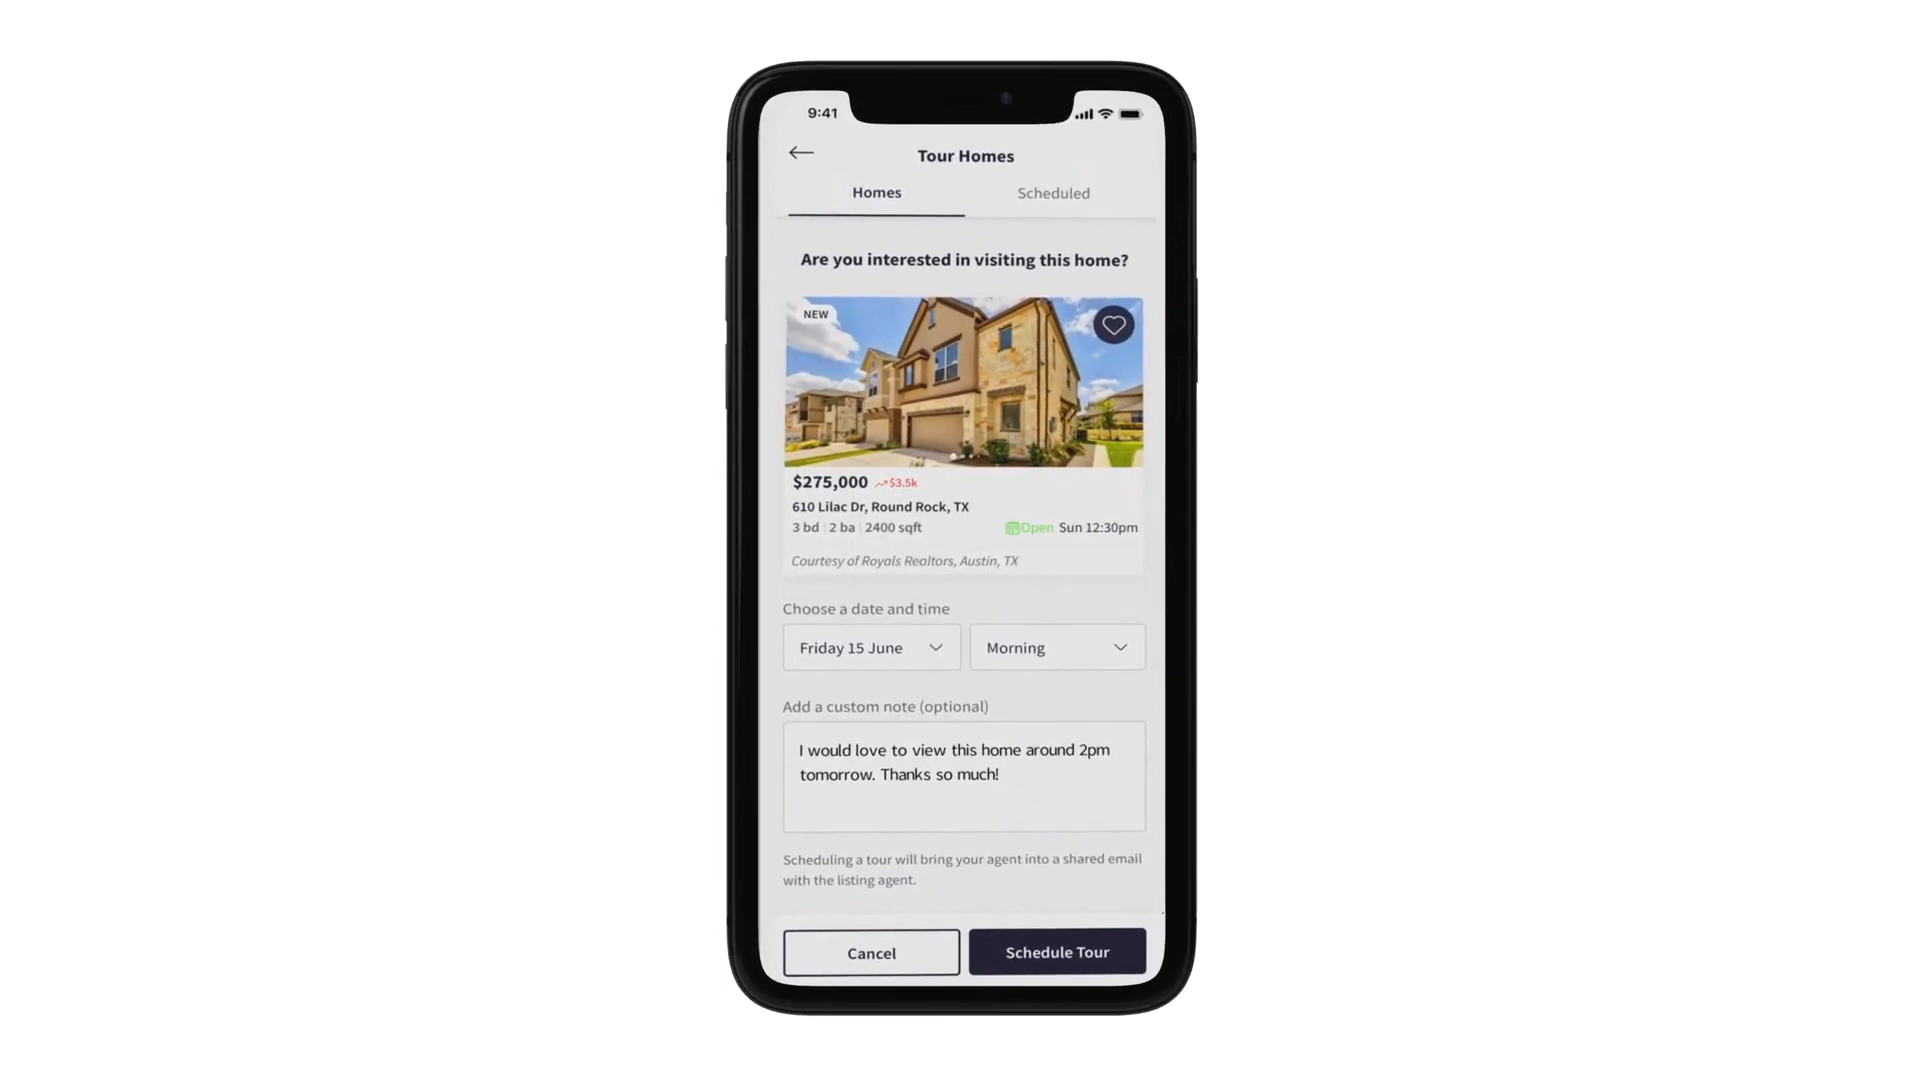 9:41
Tour Homes
Homes Scheduled
Are you interested in visiting this home?
NEW
$275,000 $3.5k
610 Lilac Dr, Round Rock, TX
3 bd 2 ba 2400 sqft Open Sun 12:30pm
Courtesy of Royals Realtors, Austin, TX
Choose a date and time
Friday 15 June Morning
Add a custom note (optional)
I would love to view this home around 2pm
tomorrow. Thanks so much!
Scheduling a tour will bring your agent into a shared email
with the listing agent.
Cancel Schedule Tour